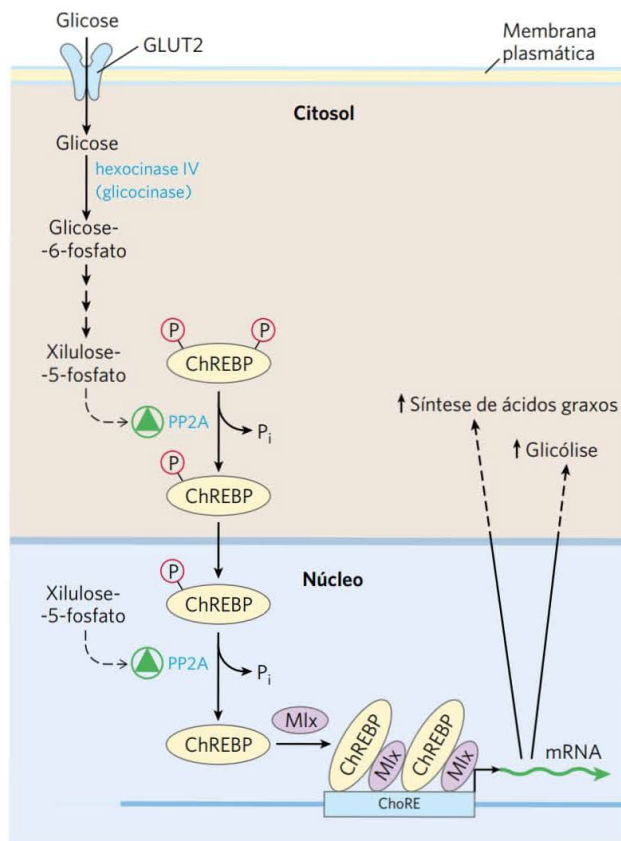 Glicose
GLUT2
Membrana
plasmática
Citosol
Glicose
hexocinase IV
(glicocinase)
Glicose-
-6-fosfato
Xilulose-
-5-fosfato
P
P
ChREBP
PP2A
Pi
P
ChREBP
↑ Síntese de ácidos graxos
↑ Glicólise
Núcleo
P
ChREBP
Xilulose-
-5-fosfato
PP2A
Pi
ChREBP
Mlx
ChREBP
Mlx
ChREBP
Mlx
mRNA
ChoRE